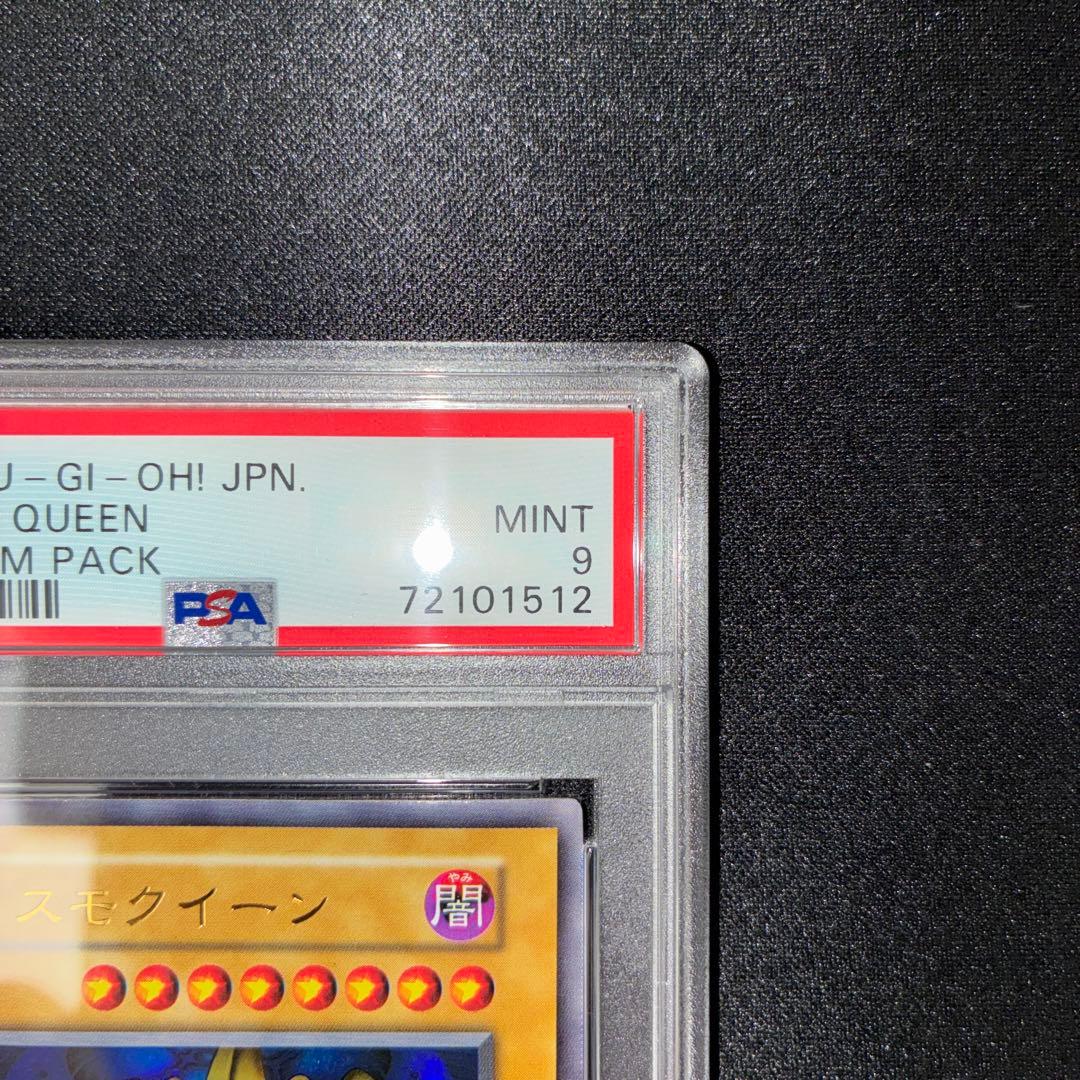 U-GI-OH! JPN.
QUEEN
MINT
M PACK
9
PSA
72101512
スモクイーン
やみ
闇